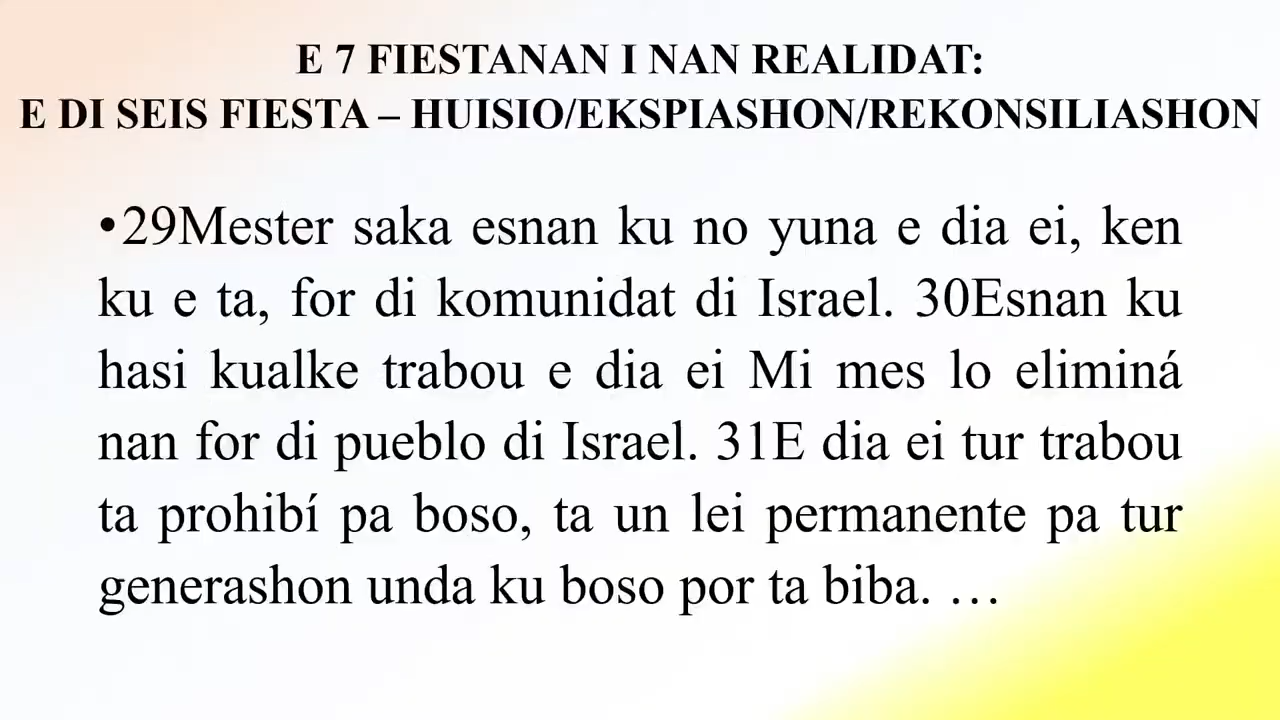 E 7 FIESTANAN I NAN REALIDAT:
E DI SEIS FIESTA – HUISIO/EKSPIASHON/REKONSILIASHON
•29Mester saka esnan ku no yuna e dia ei, ken
ku e ta, for di komunidat di Israel. 30Esnan ku
hasi kualke trabou e dia ei Mi mes lo eliminá
nan for di pueblo di Israel. 31E dia ei tur trabou
ta prohibí pa boso, ta un lei permanente pa tur
generashon unda ku boso por ta biba. …